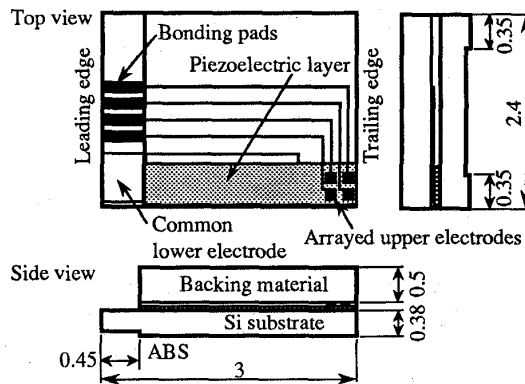 Top view
Bonding pads
Piezoelectric layer
Leading edge
Trailing edge
0.35
2.4
0.35
Common
lower electrode
Arrayed upper electrodes
Side view
Backing material
0.5
Si substrate
0.38
0.45
ABS
3